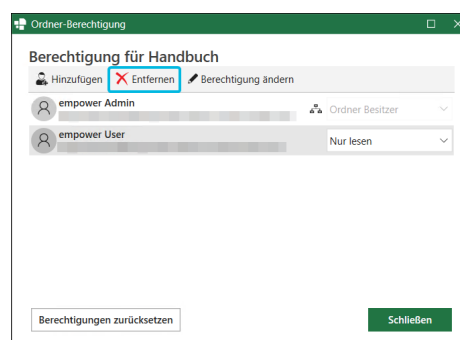 Ordner-Berechtigung
Berechtigung für Handbuch
Hinzufügen Entfernen Berechtigung ändern
empower Admin
Ordner Besitzer
empower User
Nur lesen
Berechtigungen zurücksetzen Schließen